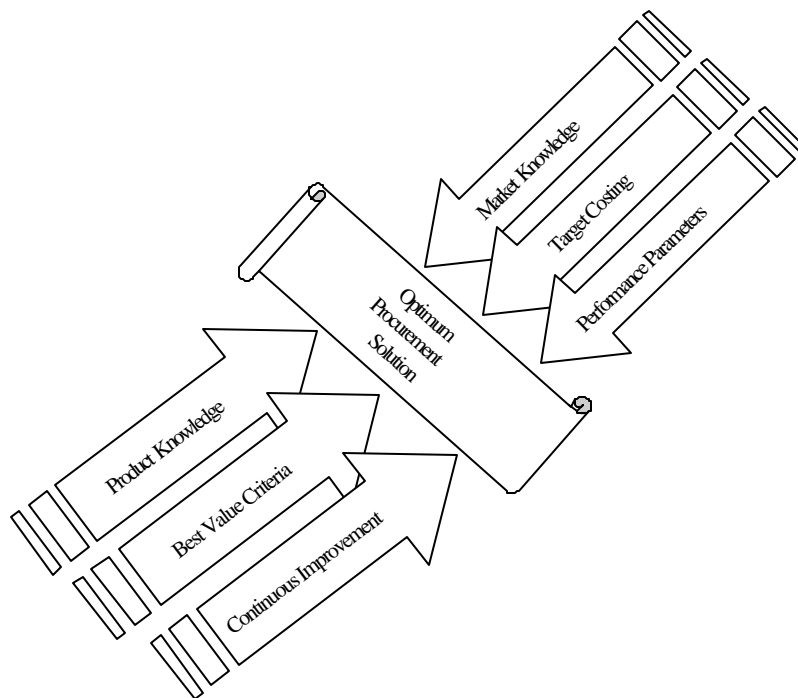 Market Knowledge
Target Costing
Performance Parameters
Optimum
Procurement
Solution
Product Knowledge
Best Value Criteria
Continuous Improvement